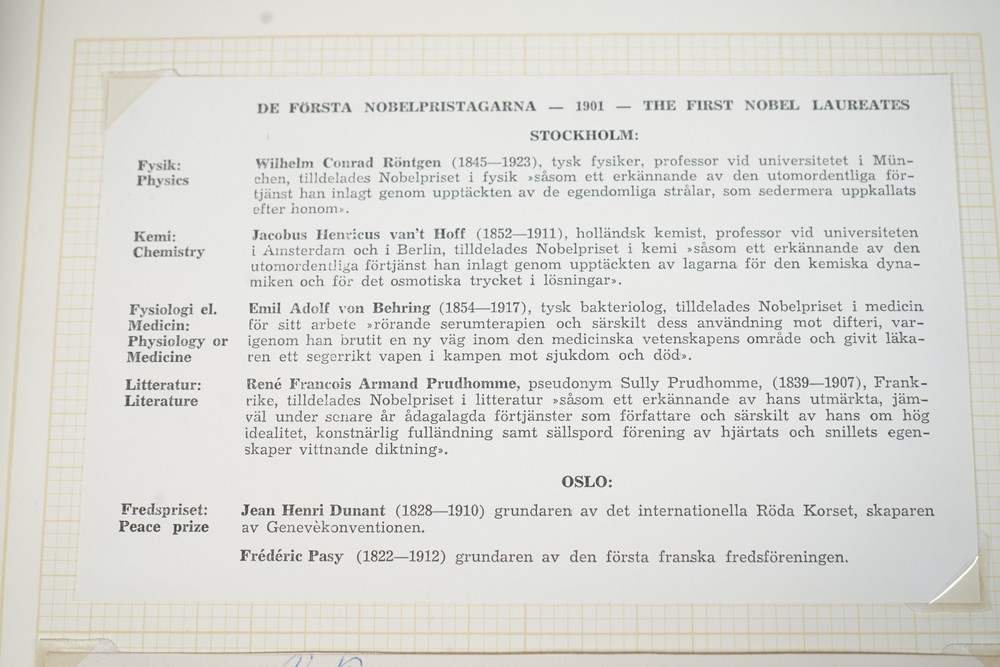 DE FÖRSTA NOBELPRISTAGARNA — 1901 — THE FIRST NOBEL LAUREATES
STOCKHOLM:
Fysik:
Physics
Wilhelm Conrad Röntgen (1845—1923), tysk fysiker, professor vid universitetet i Mün-
chen, tilldelades Nobelpriset i fysik »såsom ett erkännande av den utomordentliga för-
tjänst han inlagt genom upptäckten av de egendomliga strålar, som sedermera uppkallats
efter honom».
Kemi:
Chemistry
Jacobus Henricus van't Hoff (1852—1911), holländsk kemist, professor vid universiteten
i Amsterdam och i Berlin, tilldelades Nobelpriset i kemi »såsom ett erkännande av den
utomordentliga förtjänst han inlagt genom upptäckten av lagarna för den kemiska dyna-
miken och för det osmotiska trycket i lösningar».
Fysiologi el.
Medicin:
Physiology or
Medicine
Emil Adolf von Behring (1854—1917), tysk bakteriolog, tilldelades Nobelpriset i medicin
för sitt arbete »rörande serumterapien och särskilt dess användning mot difteri, var-
igenom han brutit en ny väg inom den medicinska vetenskapens område och givit läka-
ren ett segerrikt vapen i kampen mot sjukdom och död».
Litteratur:
Literature
René Francois Armand Prudhomme, pseudonym Sully Prudhomme, (1839—1907), Frank-
rike, tilldelades Nobelpriset i litteratur »såsom ett erkännande av hans utmärkta, jäm-
väl under senare år ådagalagda förtjänster som författare och särskilt av hans om hög
idealitet, konstnärlig fulländning samt sällspord förening av hjärtats och snillets egen-
skaper vittnande diktning».
OSLO:
Fredspriset:
Peace prize
Jean Henri Dunant (1828—1910) grundaren av det internationella Röda Korset, skaparen
av Genevèkonventionen.
Frédéric Pasy (1822—1912) grundaren av den första franska fredsföreningen.